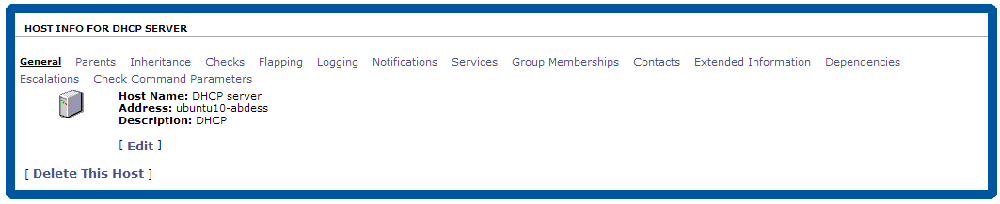 HOST INFO FOR DHCP SERVER
General Parents Inheritance Checks Flapping Logging Notifications Services Group Memberships Contacts Extended Information Dependencies
Escalations Check Command Parameters
Host Name: DHCP server
Address: ubuntu10-abdess
Description: DHCP
[ Edit ]
[ Delete This Host ]